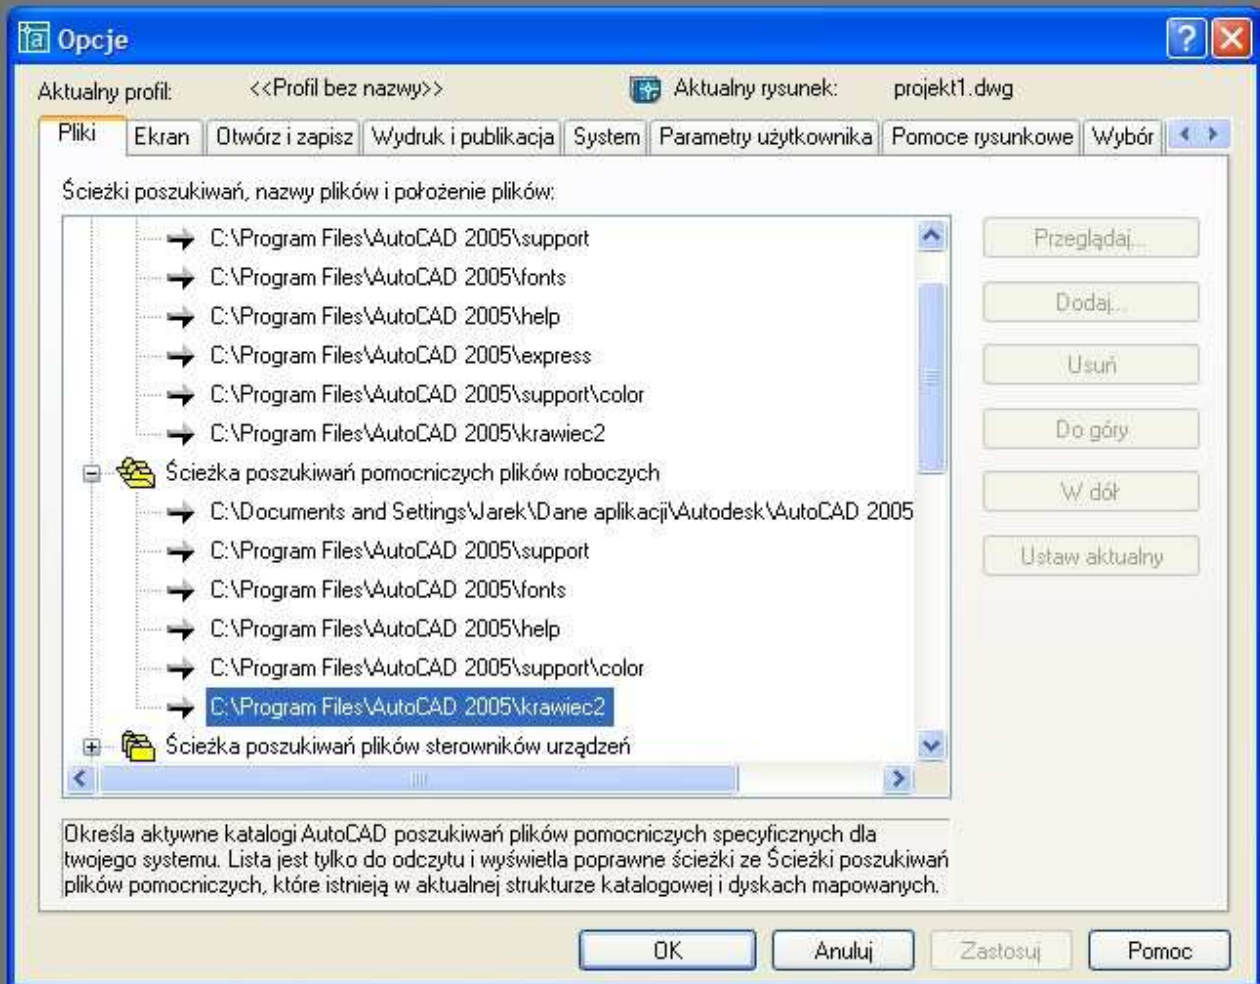 Opcje
Aktualny profil: <<Profil bez nazwy>> Aktualny rysunek: projekt1.dwg
Pliki Ekran Otwórz i zapisz Wydruk i publikacja System Parametry użytkownika Pomoce rysunkowe Wybór
Ścieżki poszukiwań, nazwy plików i położenie plików:
C:\Program Files\AutoCAD 2005\support
C:\Program Files\AutoCAD 2005\fonts
C:\Program Files\AutoCAD 2005\help
C:\Program Files\AutoCAD 2005\express
C:\Program Files\AutoCAD 2005\support\color
C:\Program Files\AutoCAD 2005\krawiec2
Ścieżka poszukiwań pomocniczych plików roboczych
C:\Documents and Settings\Jarek\Dane aplikacji\Autodesk\AutoCAD 2005
C:\Program Files\AutoCAD 2005\support
C:\Program Files\AutoCAD 2005\fonts
C:\Program Files\AutoCAD 2005\help
C:\Program Files\AutoCAD 2005\support\color
C:\Program Files\AutoCAD 2005\krawiec2
Ścieżka poszukiwań plików sterowników urządzeń
Przeglądaj...
Dodaj...
Usuń
Do góry
W dół
Ustaw aktualny
Określa aktywne katalogi AutoCAD poszukiwań plików pomocniczych specyficznych dla
twojego systemu. Lista jest tylko do odczytu i wyświetla poprawne ścieżki ze Ścieżki poszukiwań
plików pomocniczych, które istnieją w aktualnej strukturze katalogowej i dyskach mapowanych.
OK Anuluj Zastosuj Pomoc